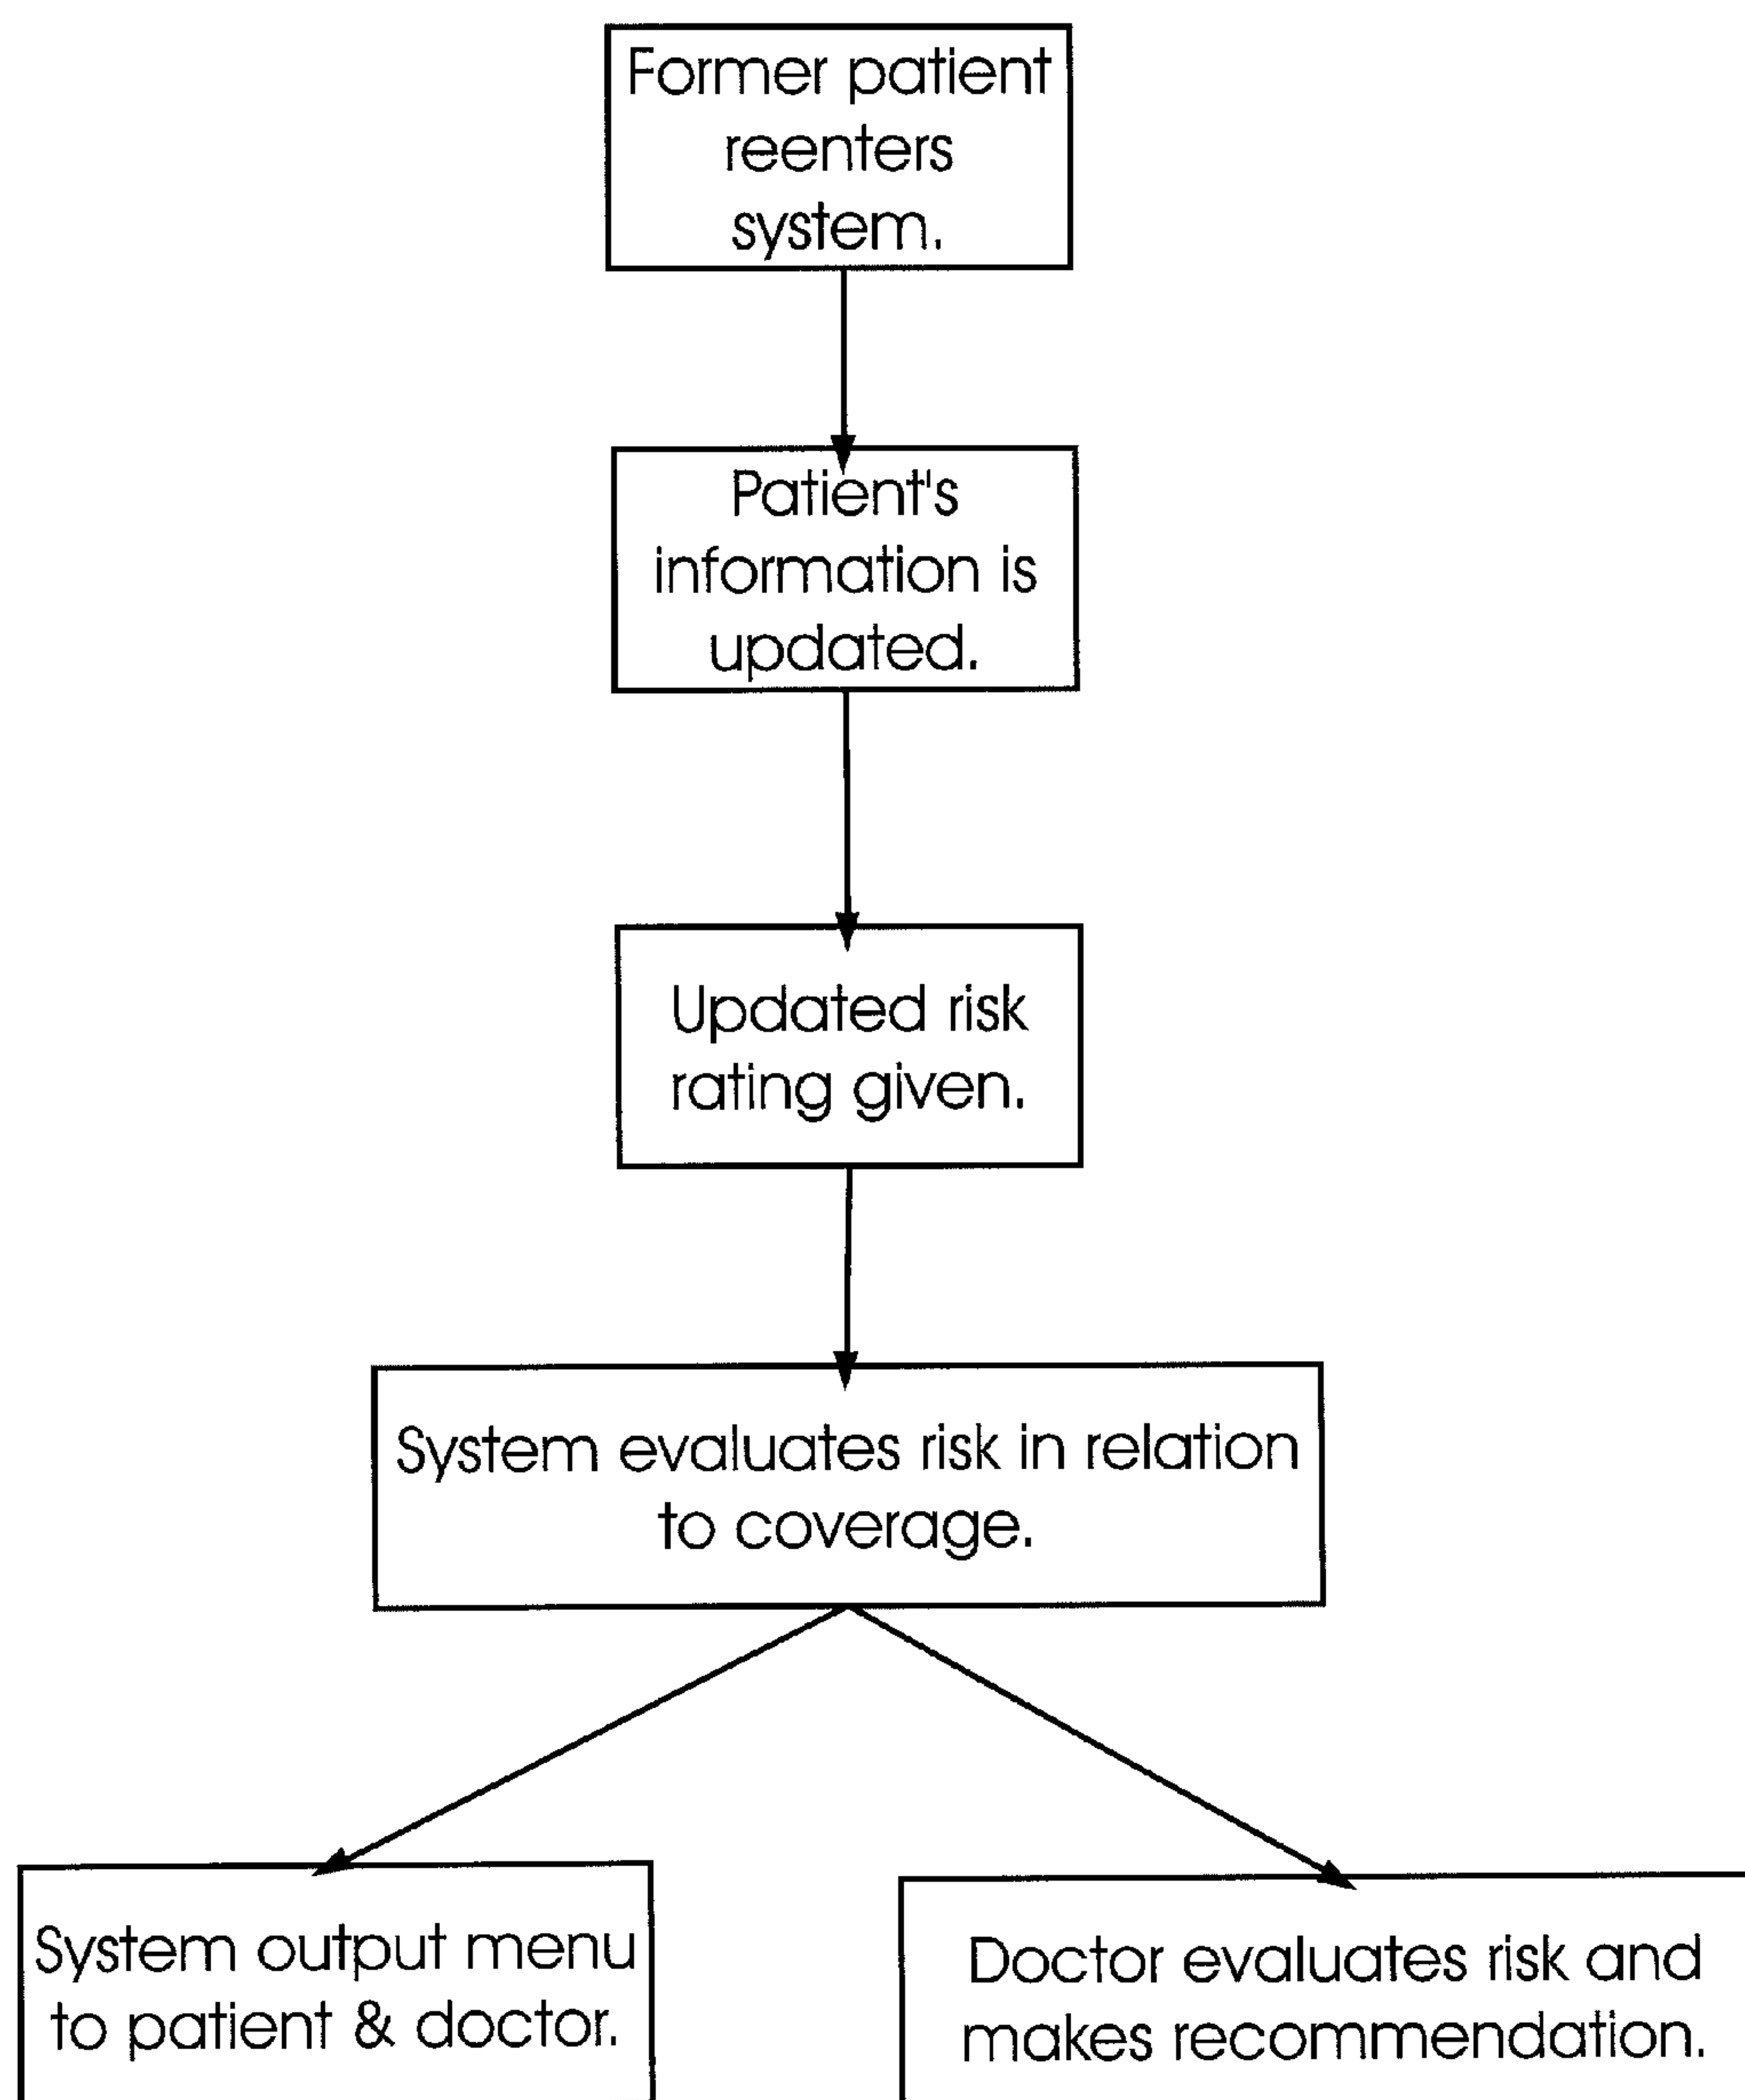 Former patient
reenters
system.
Patient's
information is
updated.
Updated risk
rating given.
System evaluates risk in relation
to coverage.
System output menu
to patient & doctor.
Doctor evaluates risk and
makes recommendation.